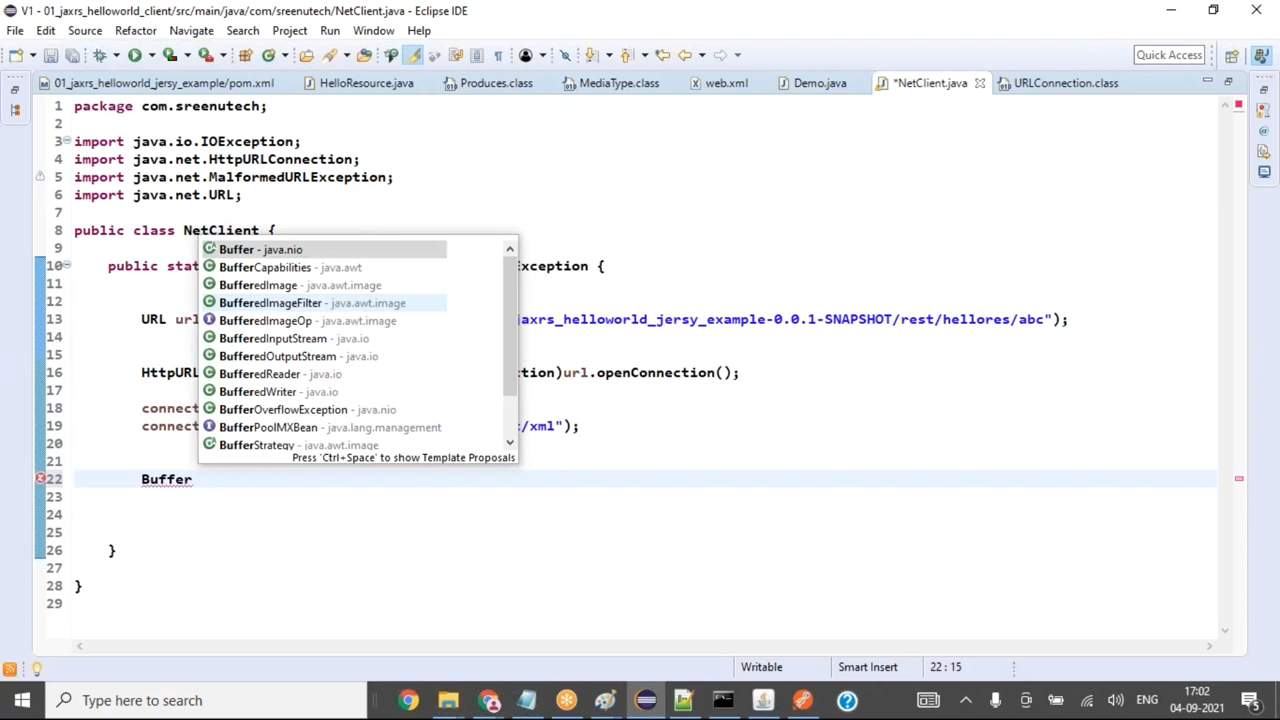 V1 - 01_jaxrs_helloworld_client/src/main/java/com/sreenutech/NetClient.java - Eclipse IDE
File Edit Source Refactor Navigate Search Project Run Window Help
Quick Access
01_jaxrs_helloworld_jersy_example/pom.xml HelloResource.java Produces.class MediaType.class web.xml Demo.java *NetClient.java URLConnection.class
1 package com.sreenutech;
2
3 import java.io.IOException;
4 import java.net.HttpURLConnection;
5 import java.net.MalformedURLException;
6 import java.net.URL;
7
8 public class NetClient {
9
10 public stat xception {
11
12
13 URL url jaxrs_helloworld_jersy_example-0.0.1-SNAPSHOT/rest/hellores/abc");
14
15
16 HttpURL tion)url.openConnection();
17
18 connect
19 connect /xml");
20
21
22 Buffer
23
24
25
26 }
27
28 }
29
Buffer - java.nio
BufferCapabilities - java.awt
BufferedImage - java.awt.image
BufferedImageFilter - java.awt.image
BufferedImageOp - java.awt.image
BufferedInputStream - java.io
BufferedOutputStream - java.io
BufferedReader - java.io
BufferedWriter - java.io
BufferOverflowException - java.nio
BufferPoolMXBean - java.lang.management
BufferStrategy - java.awt.image
Press 'Ctrl+Space' to show Template Proposals
Writable Smart Insert 22 : 15
Type here to search
ENG
17:02
04-09-2021
5